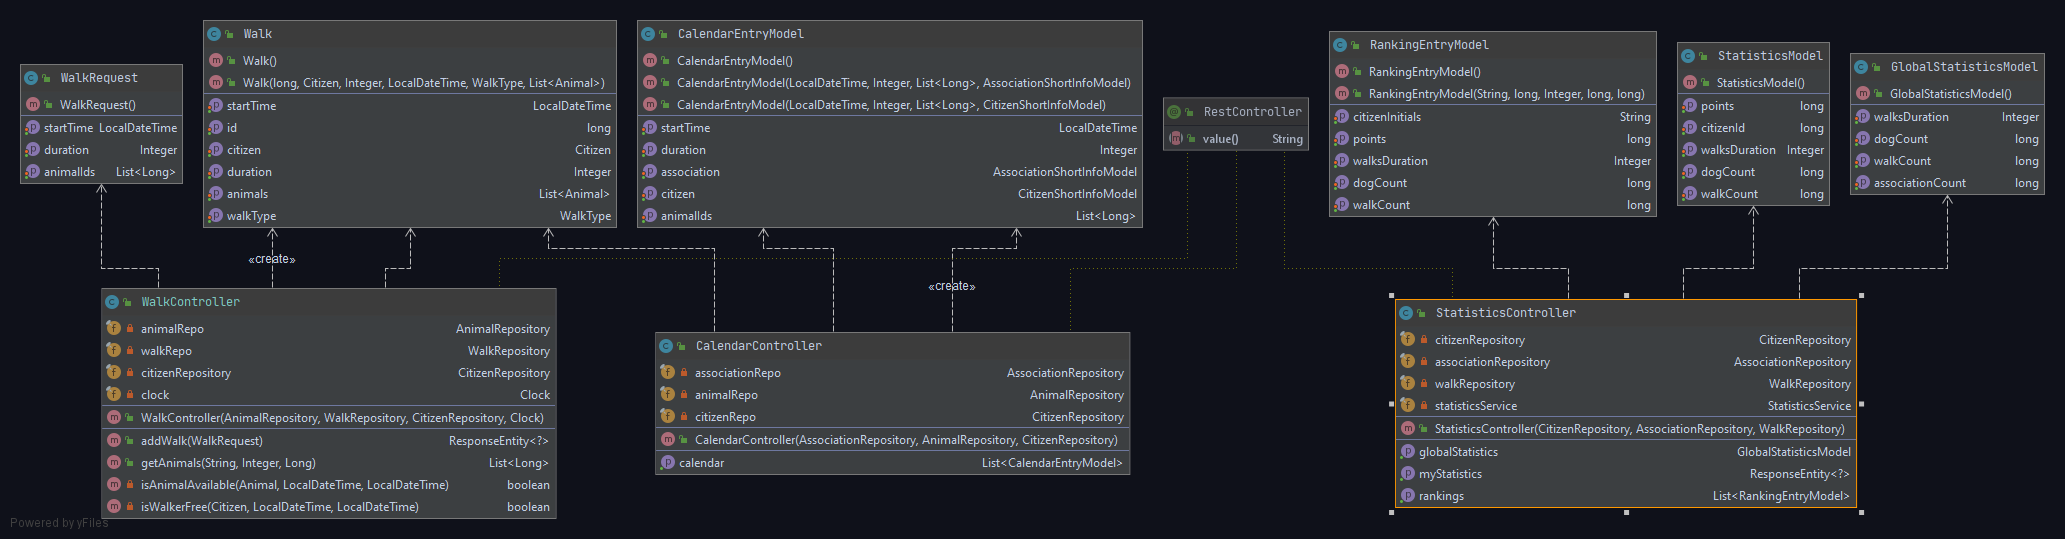 WalkRequest
WalkRequest()
startTime LocalDateTime
duration Integer
animalIds List<Long>
Walk
Walk()
Walk(long, Citizen, Integer, LocalDateTime, WalkType, List<Animal>)
startTime LocalDateTime
id long
citizen Citizen
duration Integer
animals List<Animal>
walkType WalkType
CalendarEntryModel
CalendarEntryModel()
CalendarEntryModel(LocalDateTime, Integer, List<Long>, AssociationShortInfoModel)
CalendarEntryModel(LocalDateTime, Integer, List<Long>, CitizenShortInfoModel)
startTime LocalDateTime
duration Integer
association AssociationShortInfoModel
citizen CitizenShortInfoModel
animalIds List<Long>
RestController
value() String
RankingEntryModel
RankingEntryModel()
RankingEntryModel(String, long, Integer, long, long)
citizenInitials String
points long
walksDuration Integer
dogCount long
walkCount long
StatisticsModel
StatisticsModel()
points long
citizenId long
walksDuration Integer
dogCount long
walkCount long
GlobalStatisticsModel
GlobalStatisticsModel()
walksDuration Integer
dogCount long
walkCount long
associationCount long
«create»
«create»
WalkController
animalRepo AnimalRepository
walkRepo WalkRepository
citizenRepository CitizenRepository
clock Clock
WalkController(AnimalRepository, WalkRepository, CitizenRepository, Clock)
addWalk(WalkRequest) ResponseEntity<?>
getAnimals(String, Integer, Long) List<Long>
isAnimalAvailable(Animal, LocalDateTime, LocalDateTime) boolean
isWalkerFree(Citizen, LocalDateTime, LocalDateTime) boolean
CalendarController
associationRepo AssociationRepository
animalRepo AnimalRepository
citizenRepo CitizenRepository
CalendarController(AssociationRepository, AnimalRepository, CitizenRepository)
calendar List<CalendarEntryModel>
StatisticsController
citizenRepository CitizenRepository
associationRepository AssociationRepository
walkRepository WalkRepository
statisticsService StatisticsService
StatisticsController(CitizenRepository, AssociationRepository, WalkRepository)
globalStatistics GlobalStatisticsModel
myStatistics ResponseEntity<?>
rankings List<RankingEntryModel>
Powered by yFiles